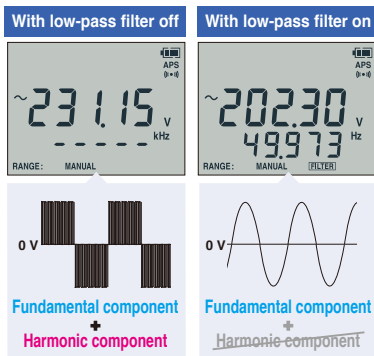 With low-pass filter off
APS
~ 231.15 V
- - - - - kHz
RANGE: MANUAL
0 V
Fundamental component
+
Harmonic component
With low-pass filter on
APS
~ 202.30 V
49.973 Hz
RANGE: MANUAL FILTER
0 V
Fundamental component
+
Harmonic component